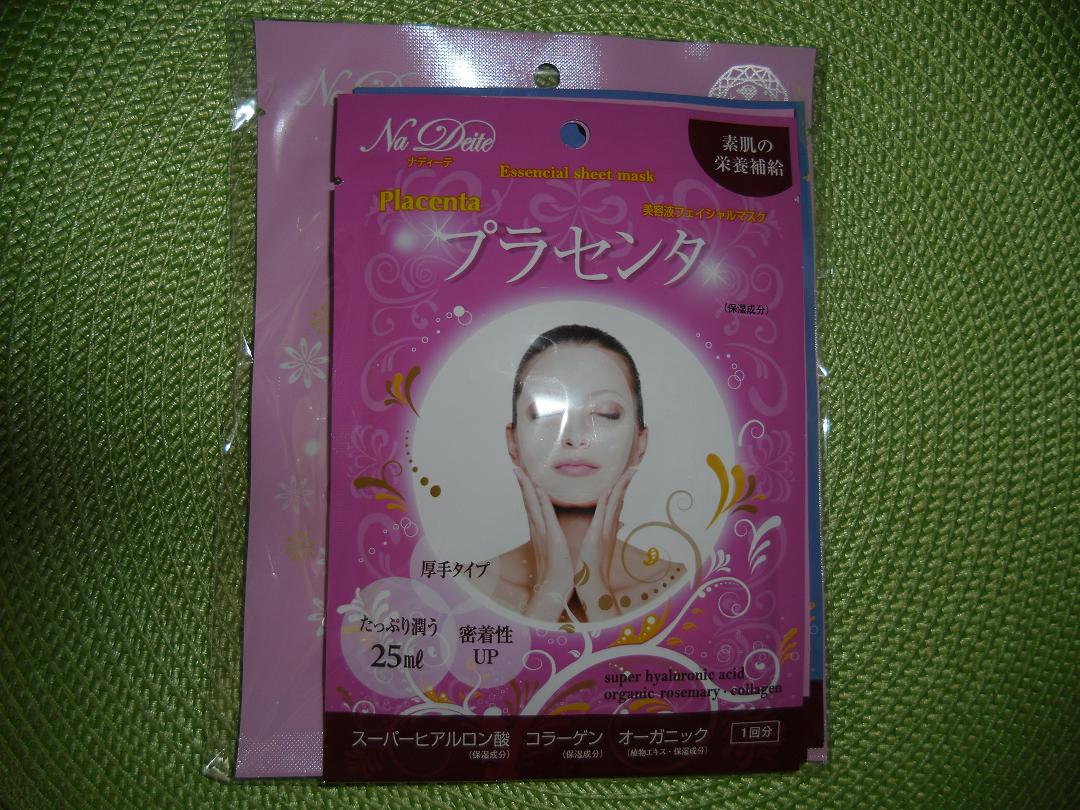 Na
Na Deite
ナディーテ
Essencial sheet mask
素肌の
栄養補給
Placenta
美容液フェイシャルマスク
プラセンタ
(保湿成分)
厚手タイプ
たっぷり潤う
25mℓ
密着性
UP
super hyaluronic acid
organic rosemary・collagen
スーパーヒアルロン酸 コラーゲン オーガニック 1回分
(保湿成分) (保湿成分) (植物エキス・保湿成分)